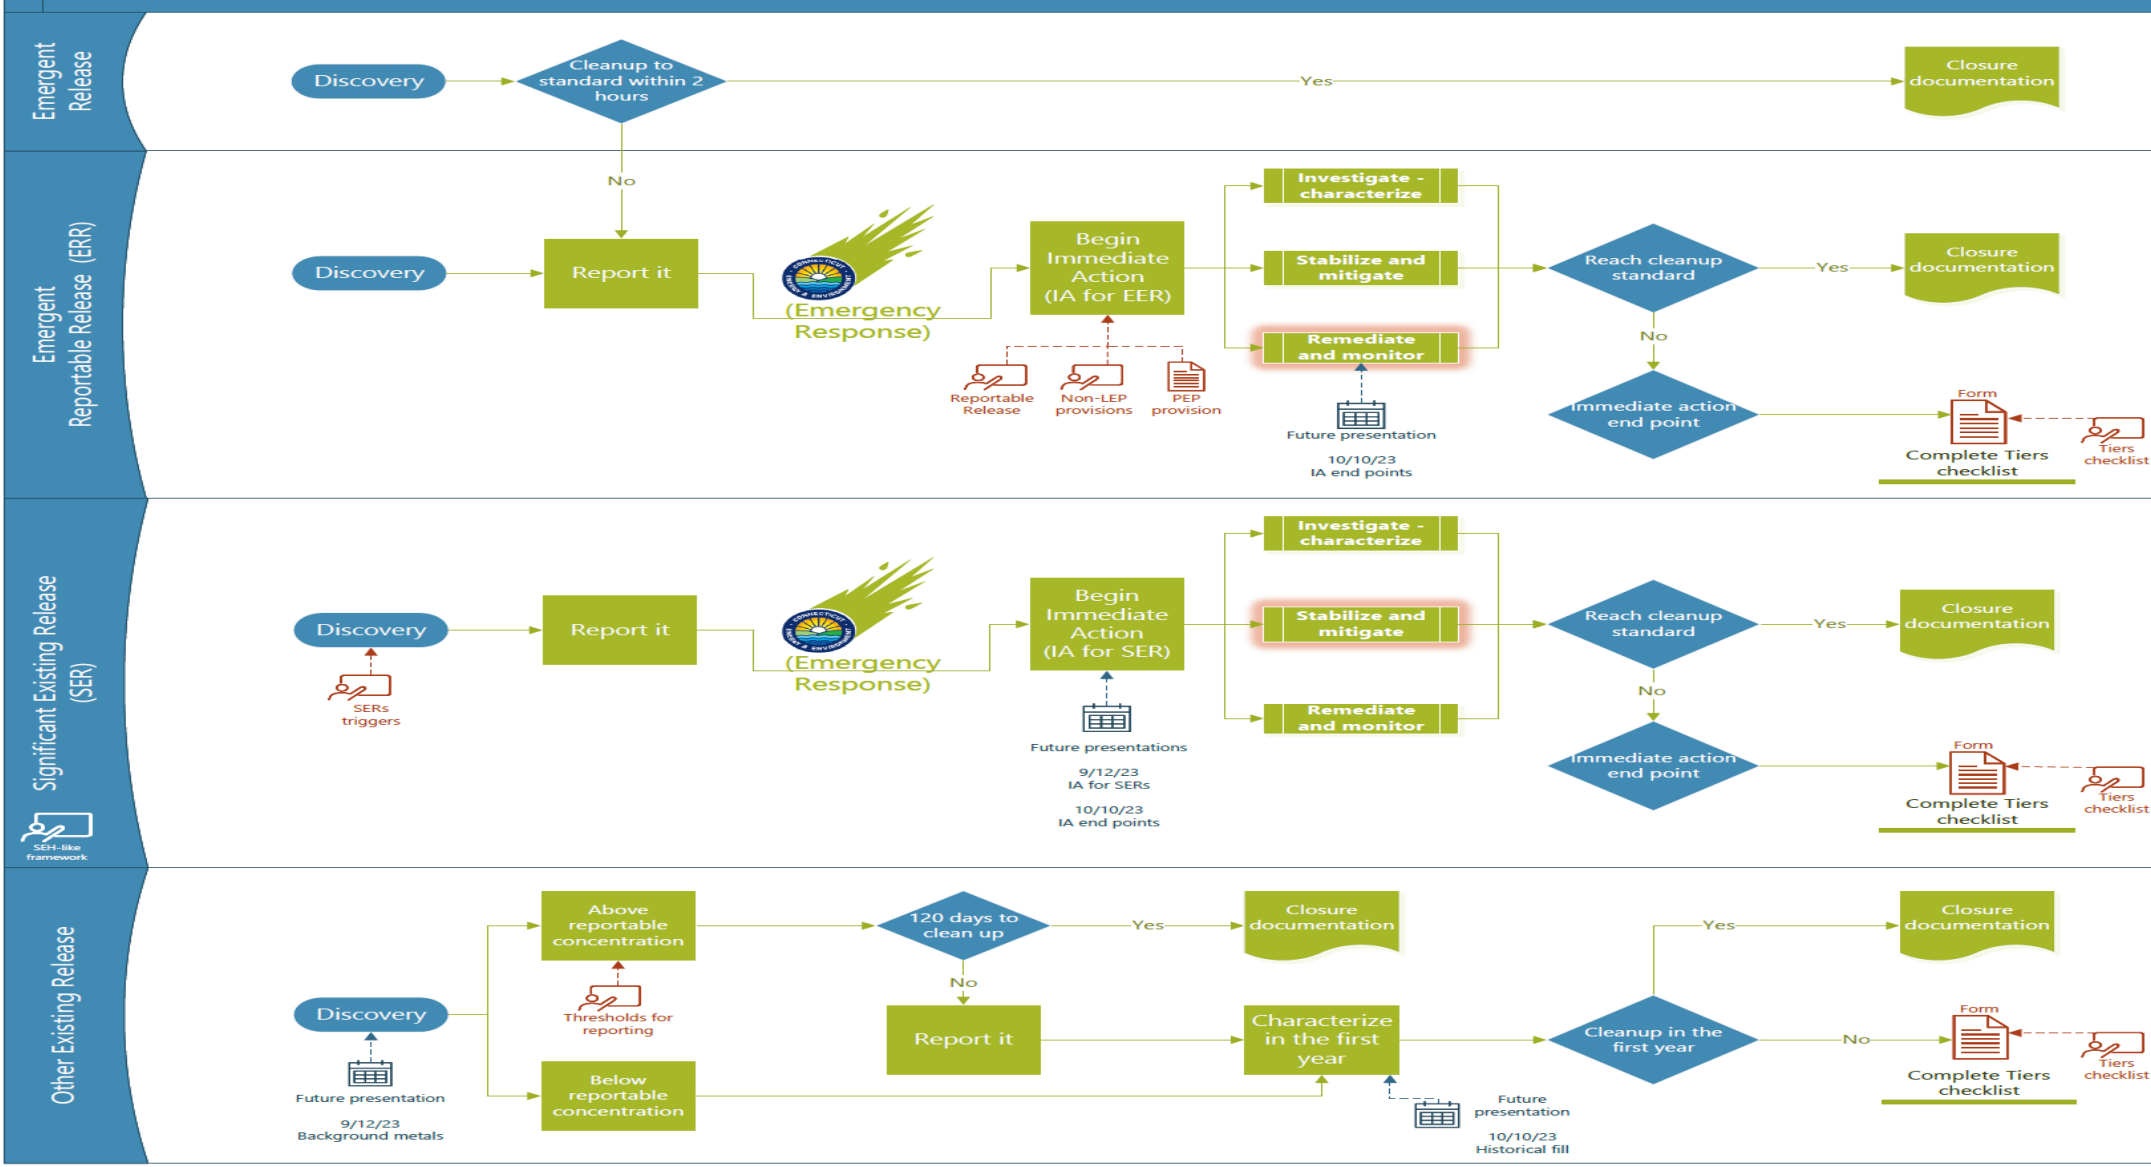 Emergent
Release
Discovery
Cleanup to
standard within 2
hours
Yes
Closure
documentation
No
Emergent
Reportable Release (ERR)
Discovery
Report it
CONNECTICUT
ENERGY & ENVIRONMENT
(Emergency
Response)
Begin
Immediate
Action
(IA for EER)
Reportable
Release
Non-LEP
provisions
PEP
provision
Investigate -
characterize
Stabilize and
mitigate
Remediate
and monitor
Future presentation
10/10/23
IA end points
Reach cleanup
standard
Yes
Closure
documentation
No
Immediate action
end point
Form
Complete Tiers
checklist
Tiers
checklist
Significant Existing Release
(SER)
SEH-like
framework
Discovery
SERs
triggers
Report it
CONNECTICUT
ENERGY & ENVIRONMENT
(Emergency
Response)
Begin
Immediate
Action
(IA for SER)
Future presentations
9/12/23
IA for SERs
10/10/23
IA end points
Investigate -
characterize
Stabilize and
mitigate
Remediate
and monitor
Reach cleanup
standard
Yes
Closure
documentation
No
Immediate action
end point
Form
Complete Tiers
checklist
Tiers
checklist
Other Existing Release
Discovery
Future presentation
9/12/23
Background metals
Above
reportable
concentration
Thresholds for
reporting
Below
reportable
concentration
120 days to
clean up
Yes
Closure
documentation
No
Report it
Characterize
in the first
year
Future
presentation
10/10/23
Historical fill
Cleanup in the
first year
Yes
Closure
documentation
No
Form
Complete Tiers
checklist
Tiers
checklist